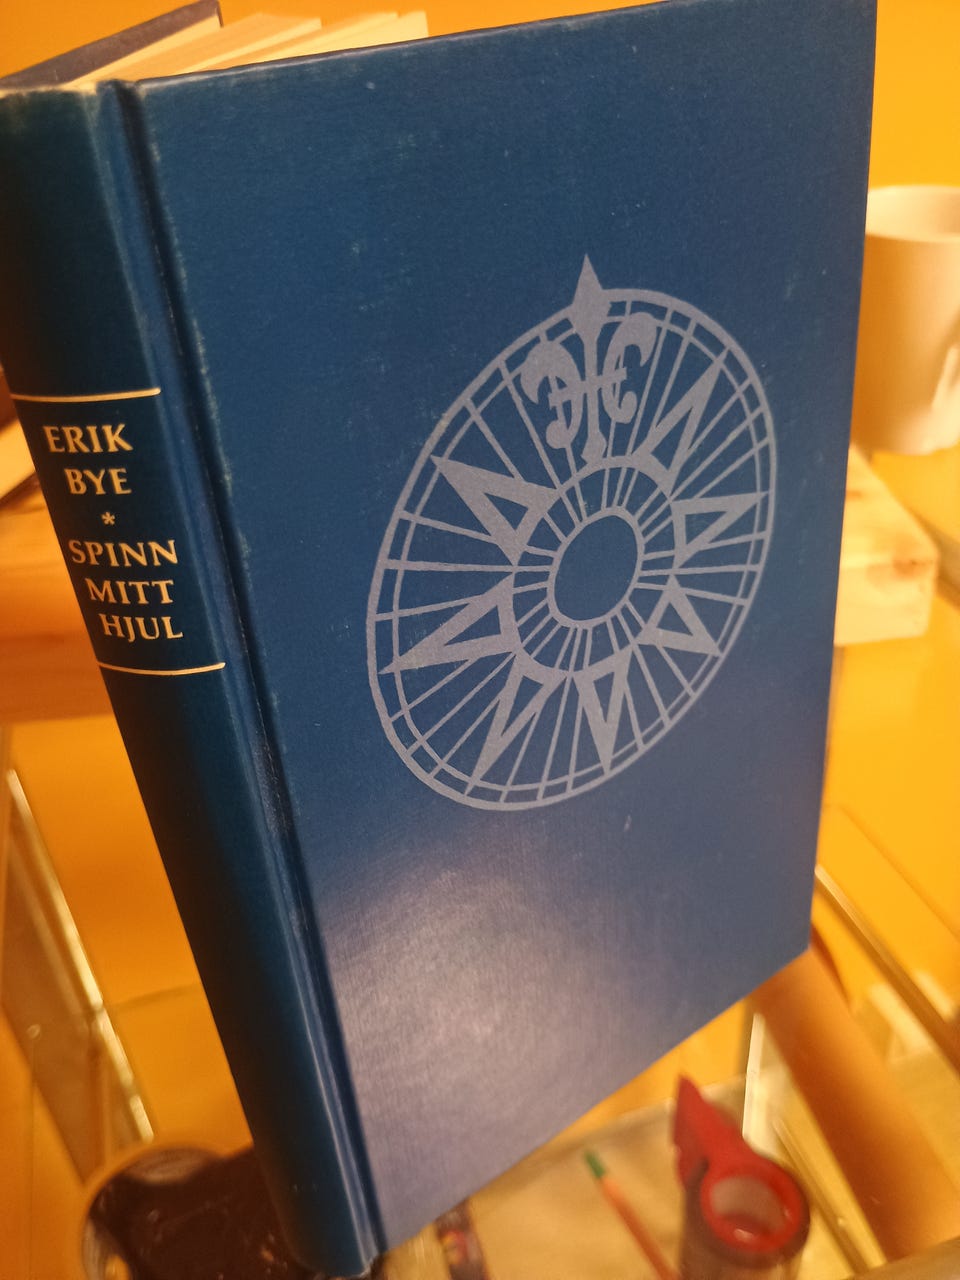 ERIK
BYE
*
SPINN
MITT
HJUL